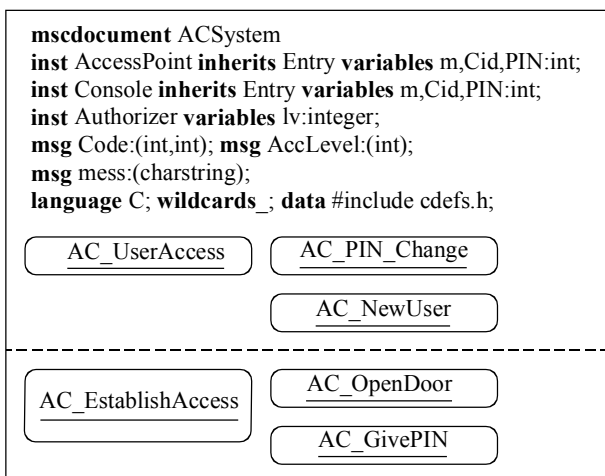 mscdocument ACSystem
inst AccessPoint inherits Entry variables m,Cid,PIN:int;
inst Console inherits Entry variables m,Cid,PIN:int;
inst Authorizer variables lv:integer;
msg Code:(int,int); msg AccLevel:(int);
msg mess:(charstring);
language C; wildcards_; data #include cdefs.h;
AC_UserAccess
AC_PIN_Change
AC_NewUser
AC_EstablishAccess
AC_OpenDoor
AC_GivePIN